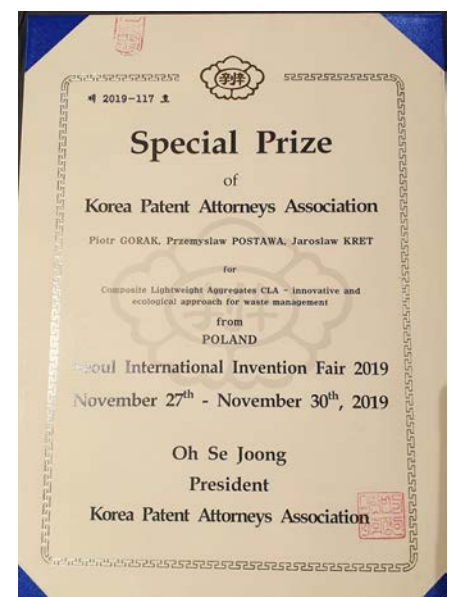 제 2019-117 호
Special Prize
of
Korea Patent Attorneys Association
Piotr GORAK, Przemyslaw POSTAWA, Jaroslaw KRET
for
Composite Lightweight Aggregates CLA - innovative and
ecological approach for waste management
from
POLAND
Seoul International Invention Fair 2019
November 27th - November 30th, 2019
Oh Se Joong
President
Korea Patent Attorneys Association